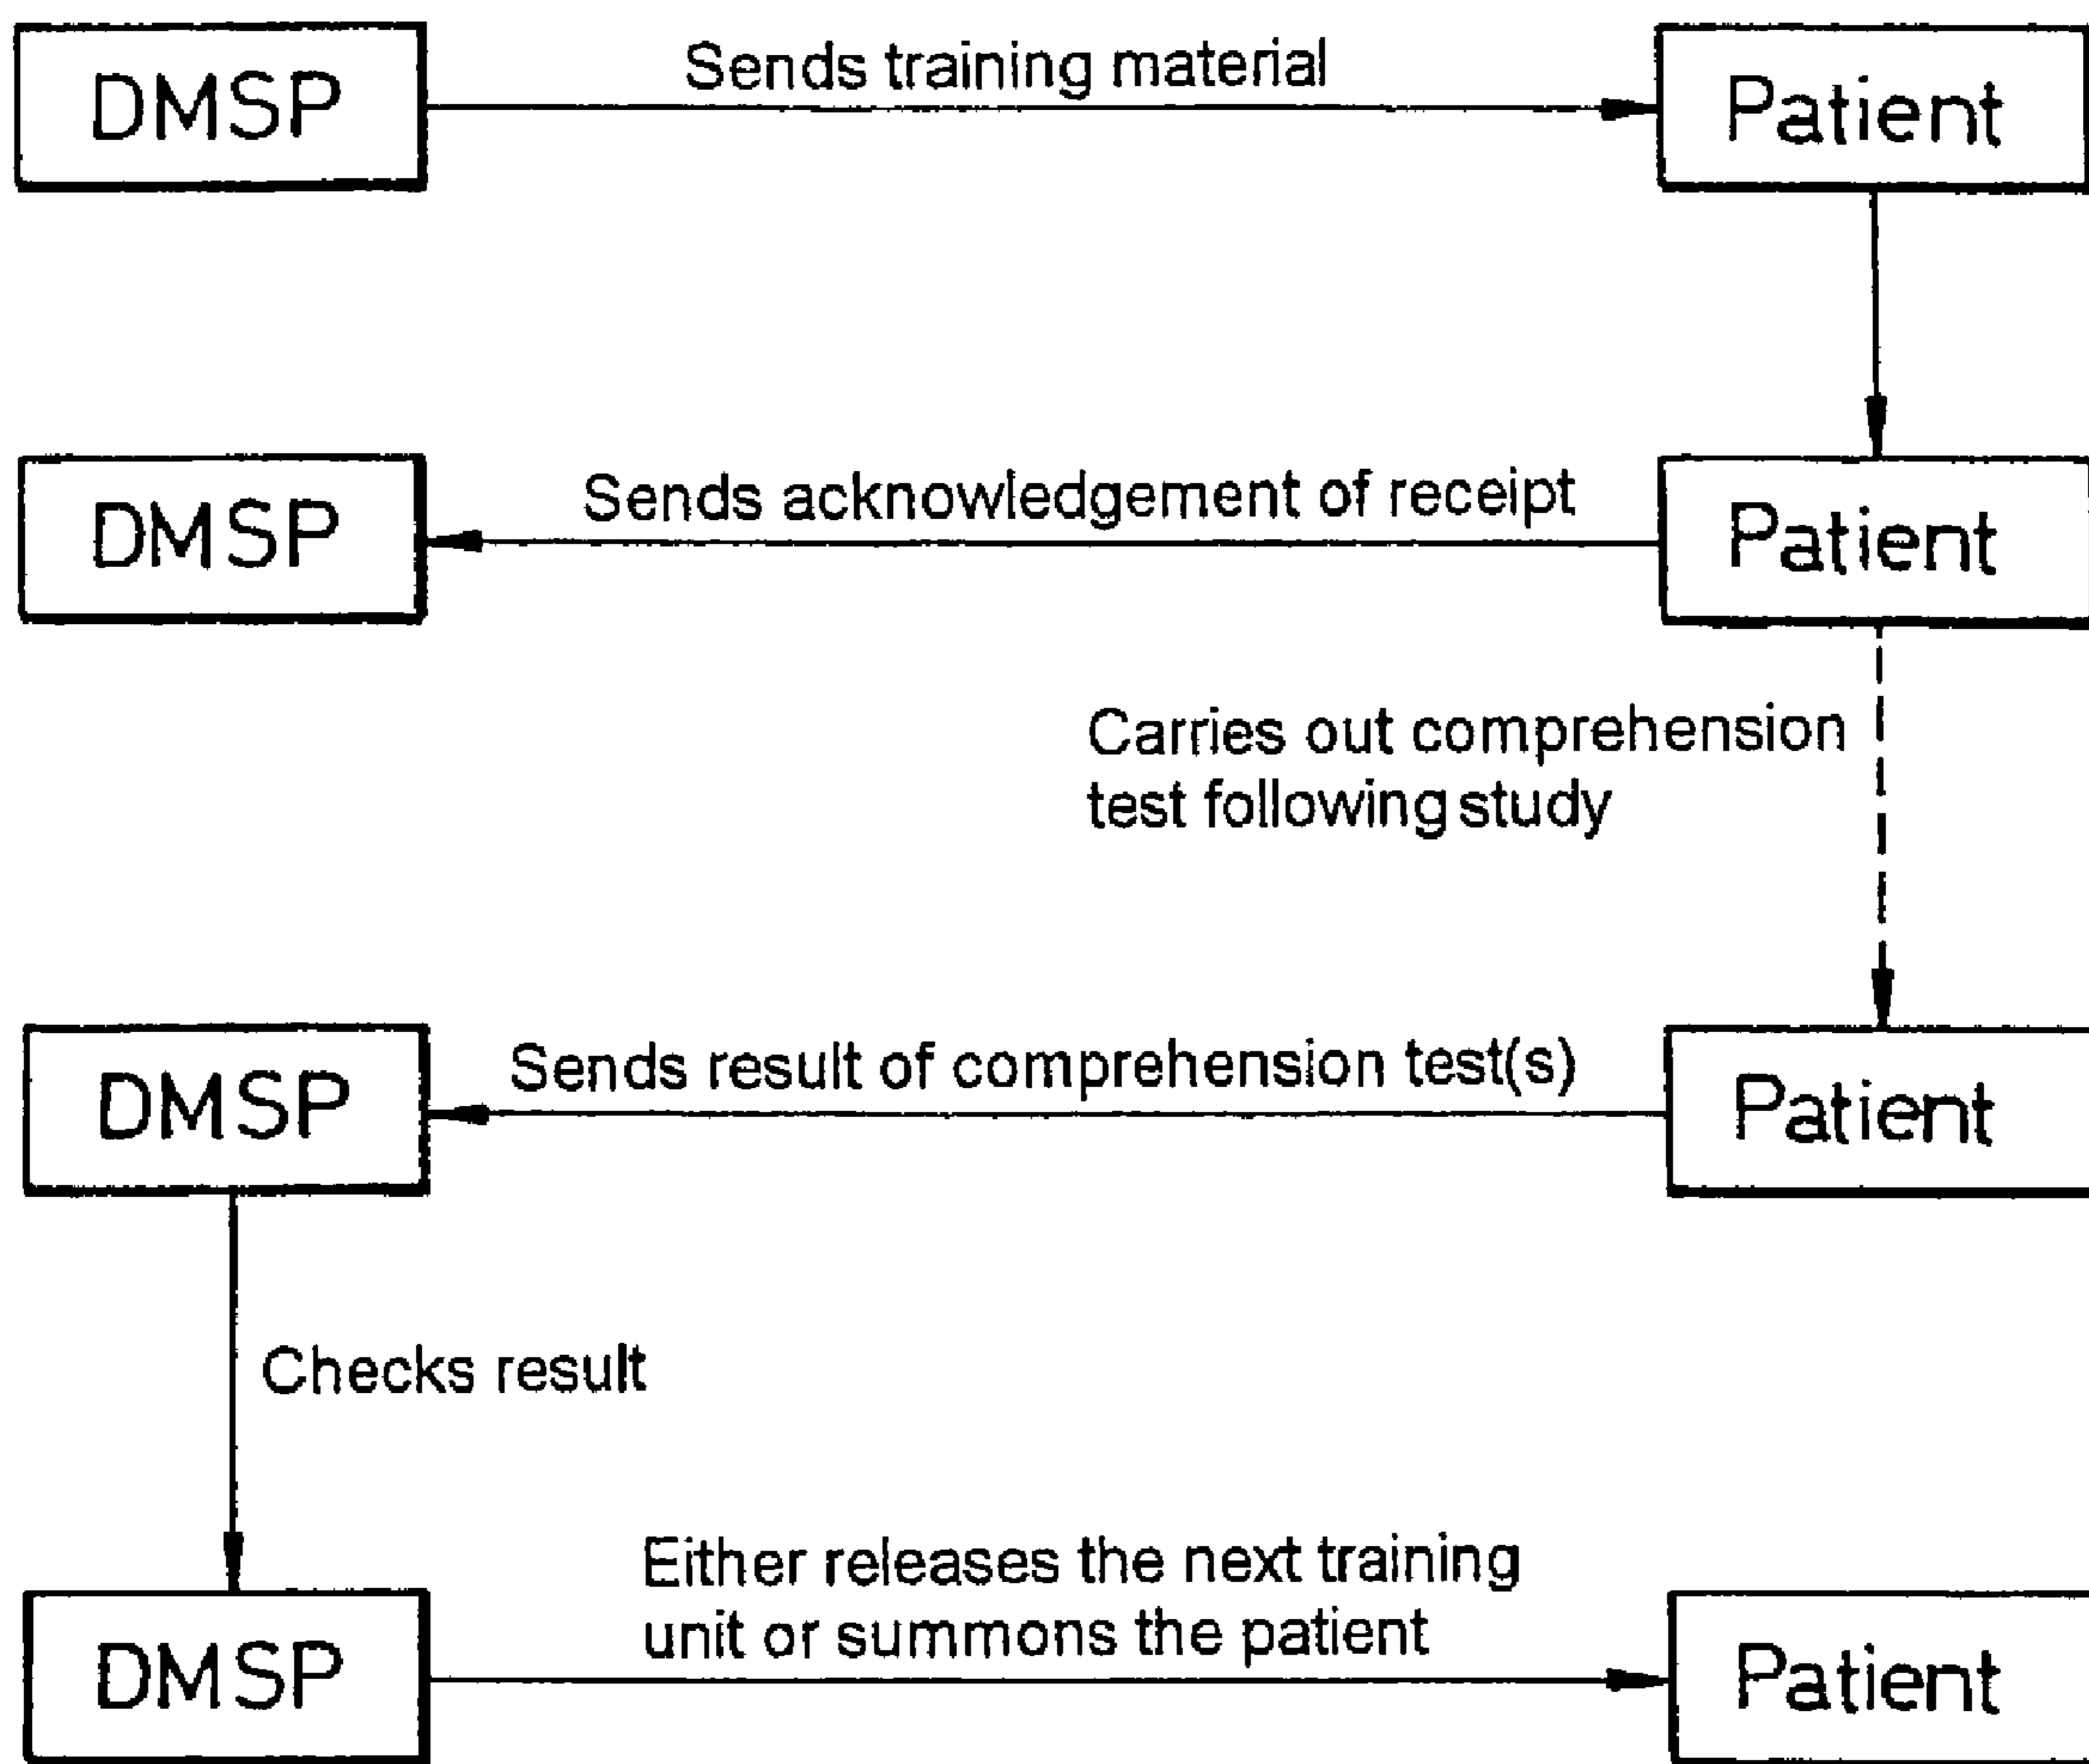 DMSP
Sends training material
Patient
DMSP
Sends acknowledgement of receipt
Patient
Carries out comprehension
test following study
DMSP
Sends result of comprehension test(s)
Patient
Checks result
DMSP
Either releases the next training
unit or summons the patient
Patient